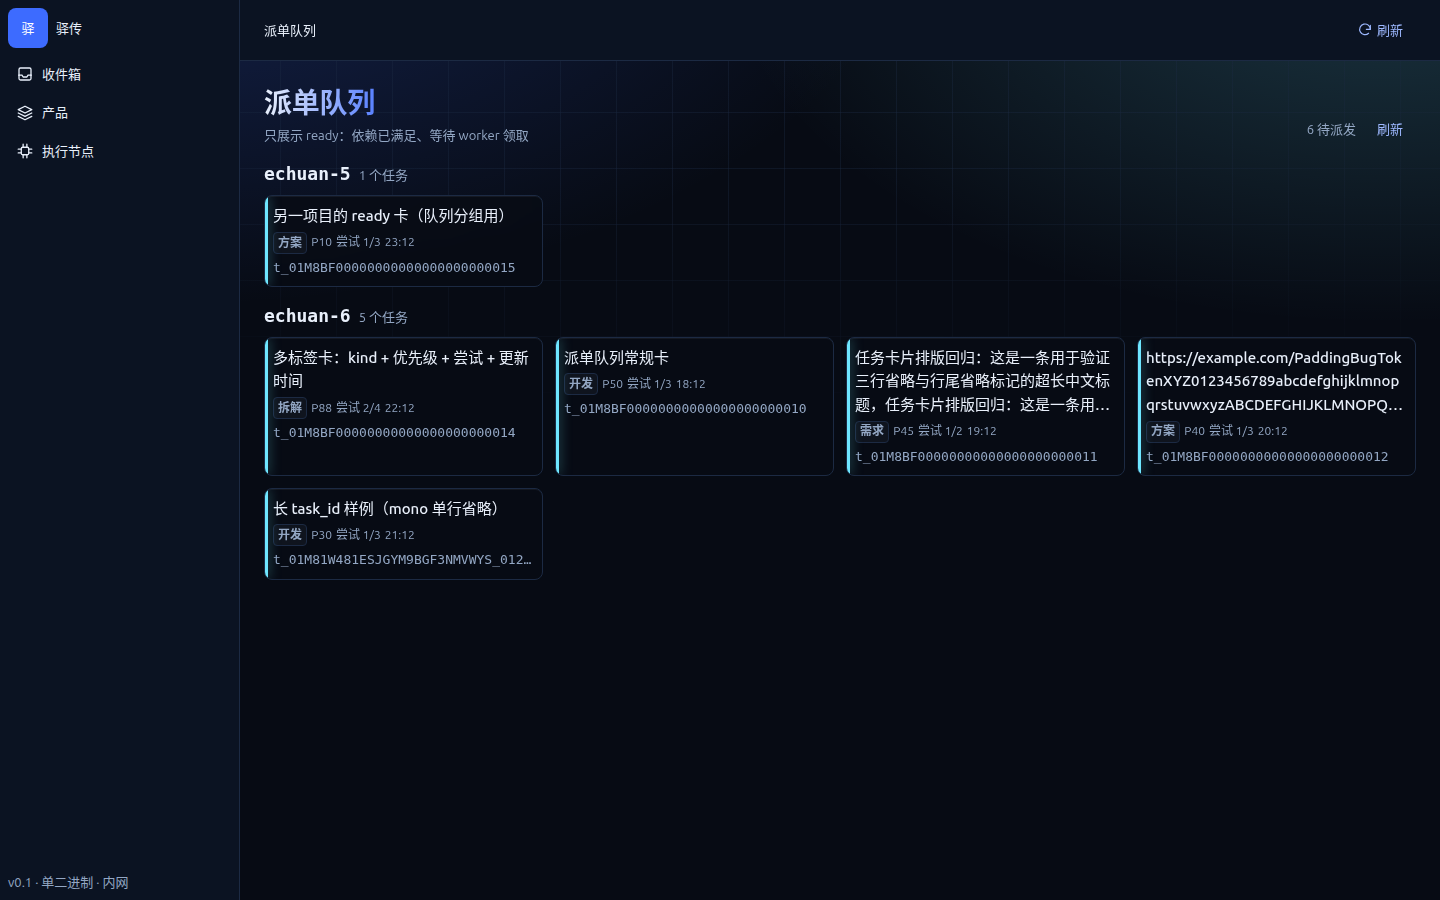 驿 驿传
收件箱
产品
执行节点
v0.1 · 单二进制 · 内网
派单队列
刷新
派单队列
只展示 ready：依赖已满足、等待 worker 领取
6 待派发 刷新
echuan-5 1 个任务
另一项目的 ready 卡（队列分组用）
方案 P10 尝试 1/3 23:12
t_01M8BF00000000000000000000015
echuan-6 5 个任务
多标签卡：kind + 优先级 + 尝试 + 更新
时间
拆解 P88 尝试 2/4 22:12
t_01M8BF00000000000000000000014
派单队列常规卡
开发 P50 尝试 1/3 18:12
t_01M8BF00000000000000000000010
任务卡片排版回归：这是一条用于验证
三行省略与行尾省略标记的超长中文标
题，任务卡片排版回归：这是一条用…
需求 P45 尝试 1/2 19:12
t_01M8BF00000000000000000000011
https://example.com/PaddingBugTok
enXYZ0123456789abcdefghijklmnop
qrstuvwxyzABCDEFGHIJKLMNOPQ…
方案 P40 尝试 1/3 20:12
t_01M8BF00000000000000000000012
长 task_id 样例（mono 单行省略）
开发 P30 尝试 1/3 21:12
t_01M81W481ESJGYM9BGF3NMVWYS_012…